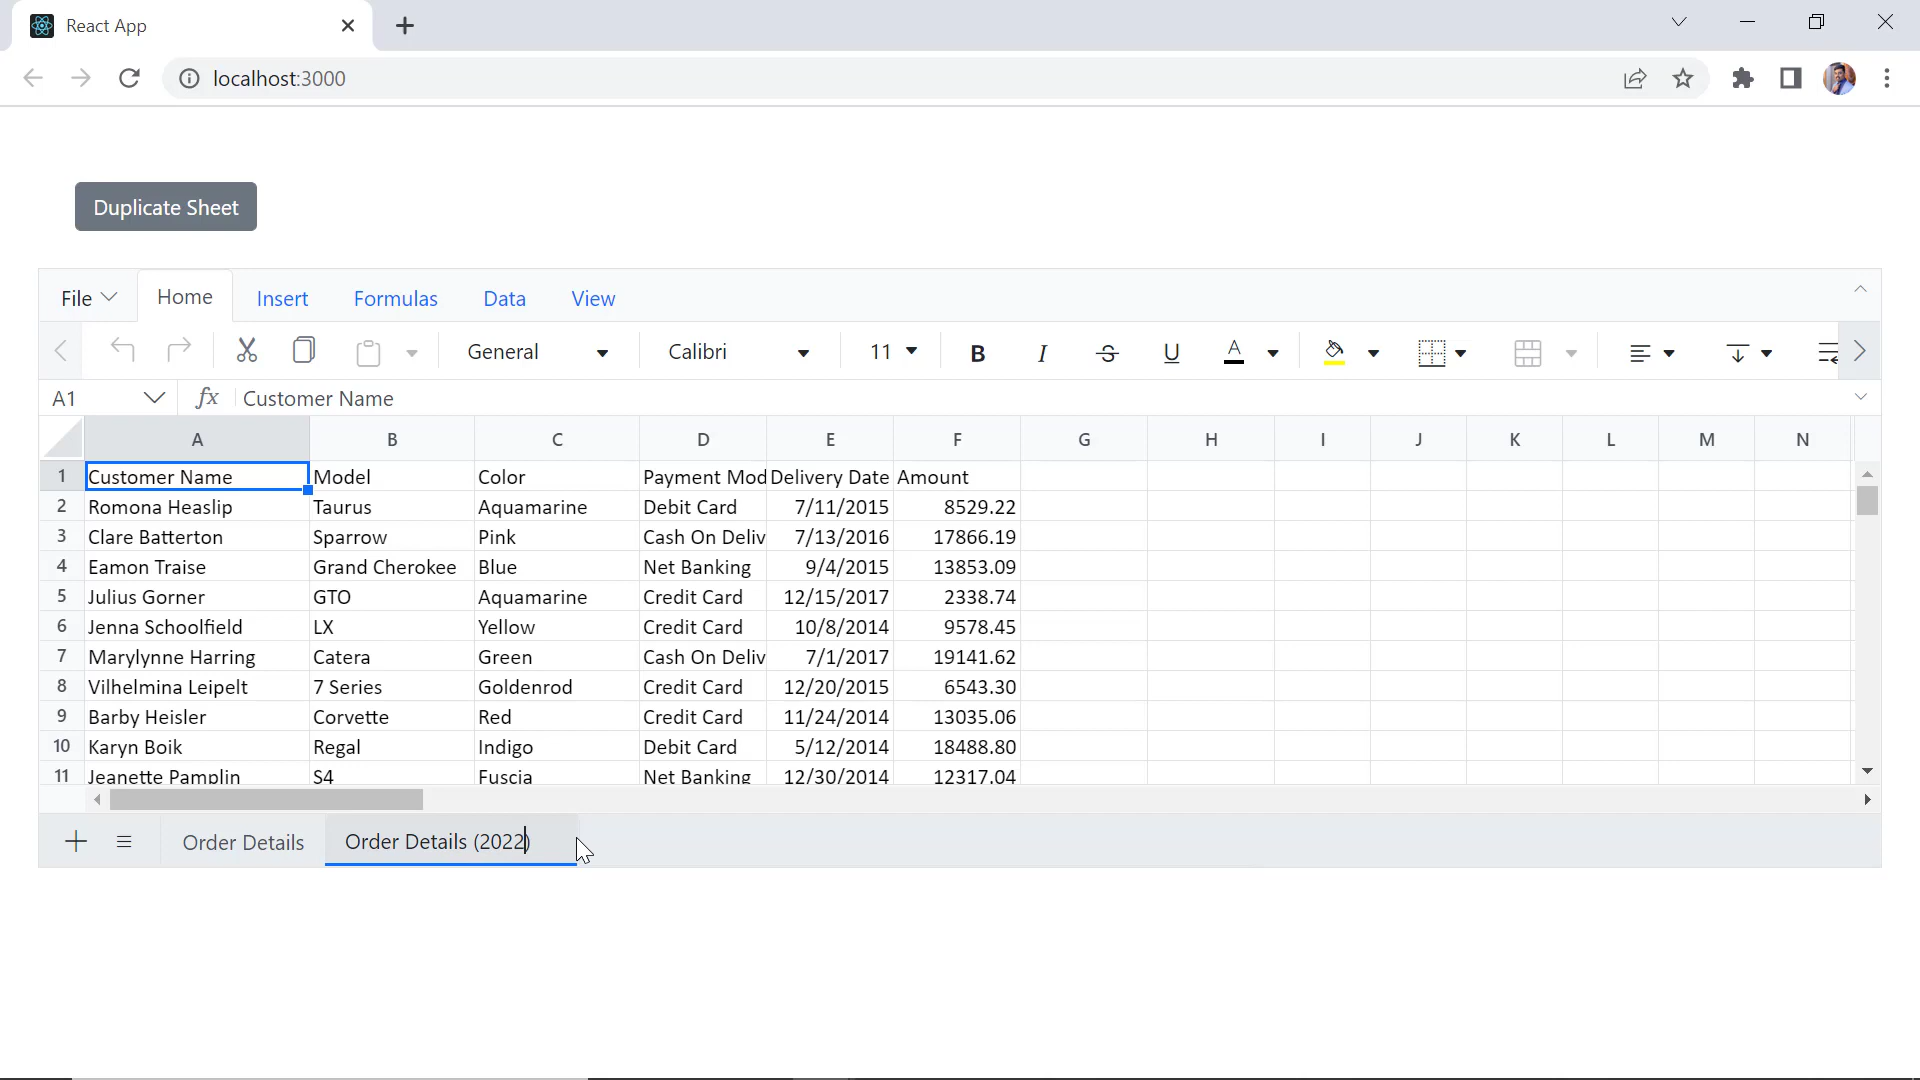 React App
localhost:3000
Duplicate Sheet
File Home Insert Formulas Data View
General Calibri 11 B I S U A
A1 fx Customer Name
A B C D E F G H I J K L M N
1 Customer Name Model Color Payment Mod Delivery Date Amount
2 Romona Heaslip Taurus Aquamarine Debit Card 7/11/2015 8529.22
3 Clare Batterton Sparrow Pink Cash On Deliv 7/13/2016 17866.19
4 Eamon Traise Grand Cherokee Blue Net Banking 9/4/2015 13853.09
5 Julius Gorner GTO Aquamarine Credit Card 12/15/2017 2338.74
6 Jenna Schoolfield LX Yellow Credit Card 10/8/2014 9578.45
7 Marylynne Harring Catera Green Cash On Deliv 7/1/2017 19141.62
8 Vilhelmina Leipelt 7 Series Goldenrod Credit Card 12/20/2015 6543.30
9 Barby Heisler Corvette Red Credit Card 11/24/2014 13035.06
10 Karyn Boik Regal Indigo Debit Card 5/12/2014 18488.80
11 Jeanette Pamplin S4 Fuscia Net Banking 12/30/2014 12317.04
Order Details Order Details (2022)